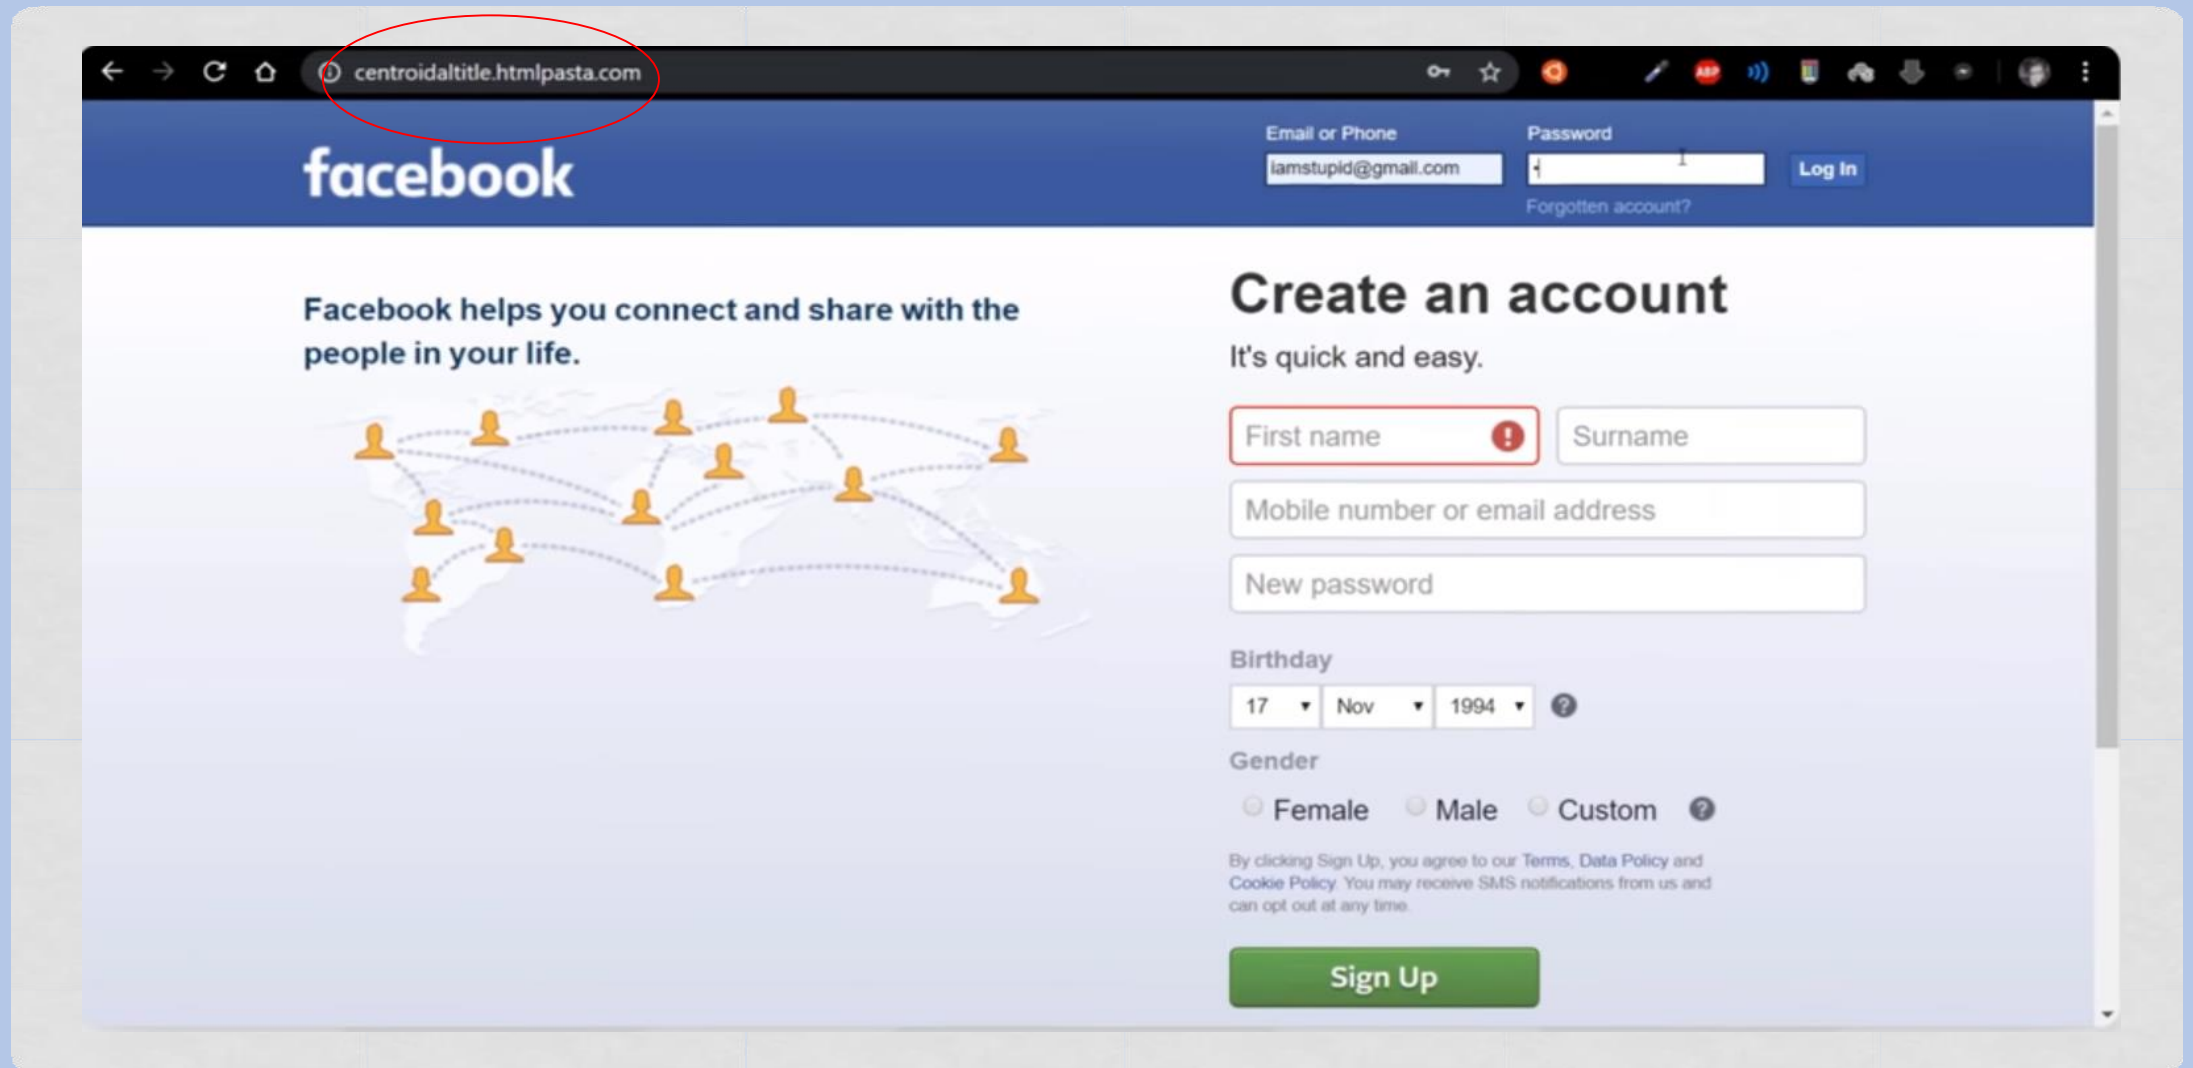 centroidaltitle.htmlpasta.com
ABP
facebook
Email or Phone
Password
iamstupid@gmail.com
Log In
Forgotten account?
Facebook helps you connect and share with the
people in your life.
Create an account
It's quick and easy.
First name
Surname
Mobile number or email address
New password
Birthday
17
Nov
1994
Gender
Female
Male
Custom
By clicking Sign Up, you agree to our Terms, Data Policy and
Cookie Policy. You may receive SMS notifications from us and
can opt out at any time.
Sign Up